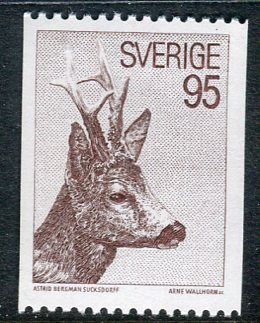 SVERIGE
95
ASTRID BERGMAN SUCKSDORFF
ARNE WALLHORN SC